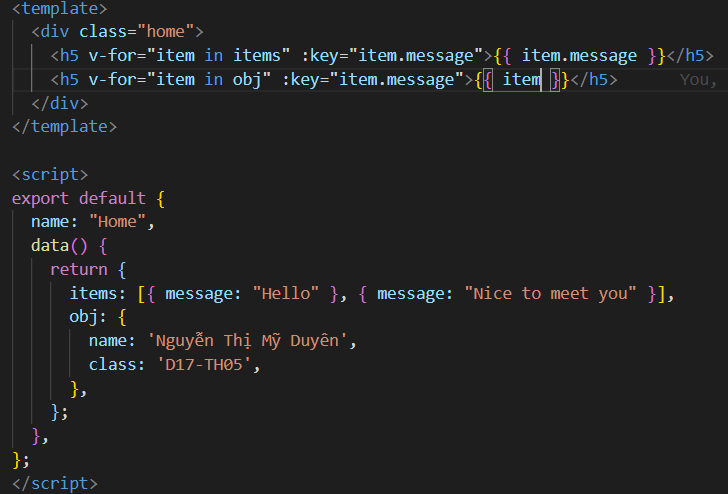 <template>
  <div class="home">
    <h5 v-for="item in items" :key="item.message">{{ item.message }}</h5>
    <h5 v-for="item in obj" :key="item.message">{{ item }}</h5> You,
  </div>
</template>
<script>
export default {
  name: "Home",
  data() {
    return {
      items: [{ message: "Hello" }, { message: "Nice to meet you" }],
      obj: {
        name: 'Nguyễn Thị Mỹ Duyên',
        class: 'D17-TH05',
      },
    };
  },
};
</script>